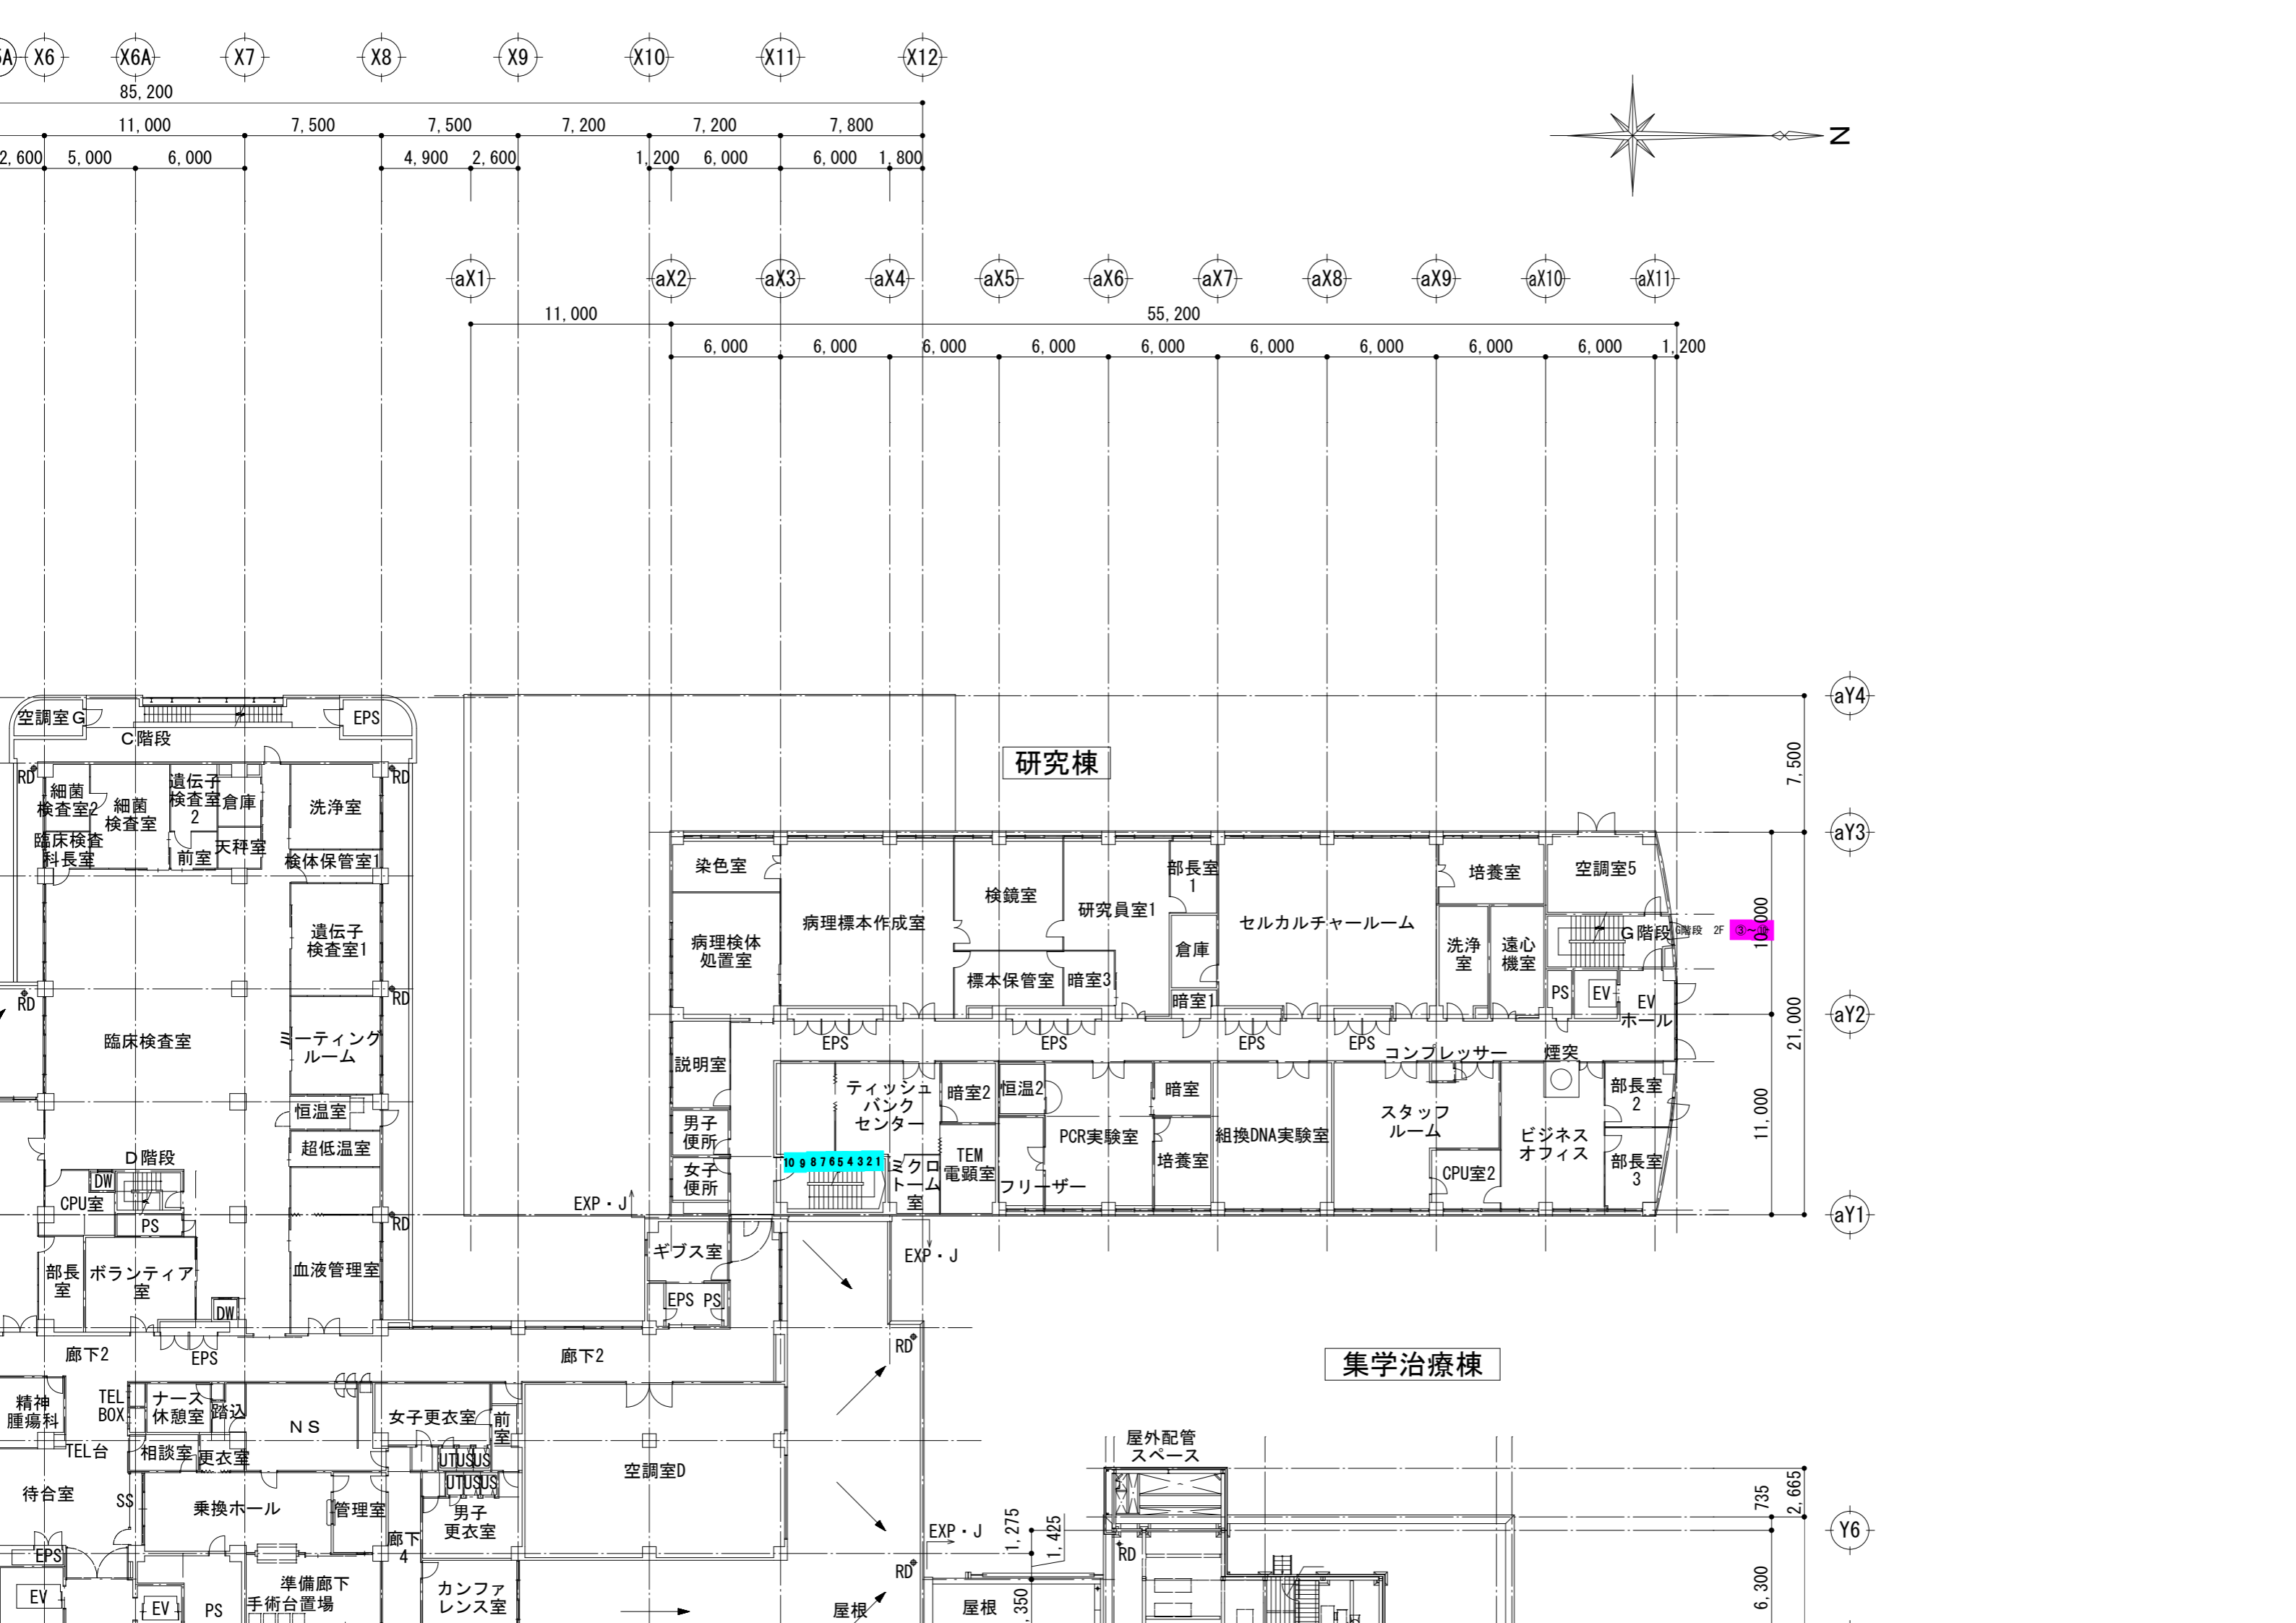 X6
X6A
X7
X8
X9
X10
X11
X12
85,200
11,000
7,500
7,500
7,200
7,200
7,800
2,600
5,000
6,000
4,900
2,600
1,200
6,000
6,000
1,800
N
aX1
aX2
aX3
aX4
aX5
aX6
aX7
aX8
aX9
aX10
aX11
11,000
55,200
6,000
6,000
6,000
6,000
6,000
6,000
6,000
6,000
6,000
1,200
aY4
7,500
aY3
10,000
21,000
aY2
11,000
aY1
研究棟
空調室G
C階段
EPS
RD
RD
細菌
検査室2
細菌
検査室
遺伝子
検査室
2
倉庫
洗浄室
臨床検査
科長室
前室
天秤室
検体保管室1
遺伝子
検査室1
RD
RD
臨床検査室
ミーティング
ルーム
恒温室
超低温室
D階段
DW
CPU室
PS
RD
部長
室
ボランティア
室
血液管理室
DW
染色室
病理検体
処置室
病理標本作成室
検鏡室
研究員室1
部長室
1
倉庫
標本保管室
暗室3
暗室1
セルカルチャールーム
培養室
洗浄
室
遠心
機室
空調室5
G階段
G階段 2F
PS
EV
EV
ホール
EPS
EPS
EPS
EPS
コンプレッサー
煙突
説明室
男子
便所
女子
便所
ティッシュ
バンク
センター
暗室2
10 9 8 7 6 5 4 3 2 1
ミクロ
トーム
室
TEM
電顕室
恒温2
フリーザー
PCR実験室
暗室
培養室
組換DNA実験室
スタッフ
ルーム
CPU室2
ビジネス
オフィス
部長室
2
部長室
3
EXP・J
EXP・J
ギブス室
EPS
PS
廊下2
EPS
廊下2
RD
集学治療棟
精神
腫瘍科
TEL
BOX
ナース
休憩室
踏込
NS
女子更衣室
前
室
TEL台
相談室
更衣室
UT
US
US
UT
US
US
空調室D
待合室
SS
乗換ホール
管理室
男子
更衣室
廊下
4
EPS
EV
EV
PS
準備廊下
手術台置場
カンファ
レンス室
屋根
RD
EXP・J
屋根
1,275
1,425
屋外配管
スペース
RD
735
2,665
Y6
6,300